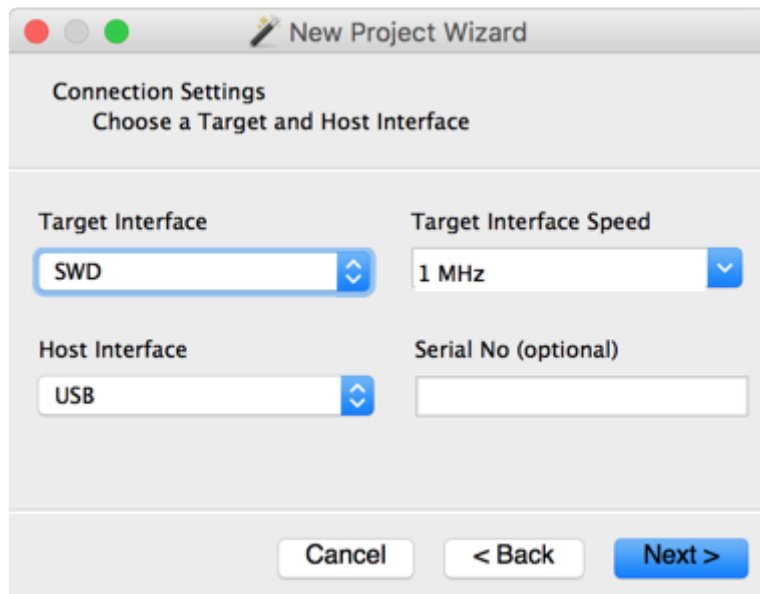 New Project Wizard
Connection Settings
Choose a Target and Host Interface
Target Interface
Target Interface Speed
SWD
1 MHz
Host Interface
Serial No (optional)
USB
Cancel
< Back
Next >